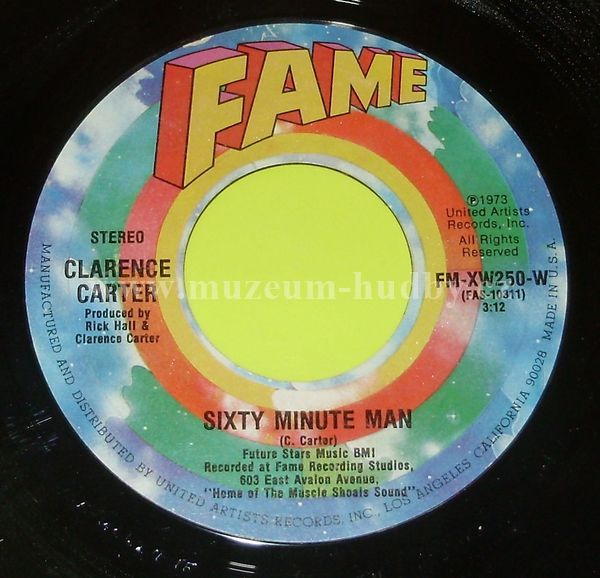 FAME
STEREO
CLARENCE
CARTER
Produced by
Rick Hall &
Clarence Carter
℗1973
United Artists
Records, Inc.
All Rights
Reserved
FM-XW250-W
(FAS-10311)
3:12
SIXTY MINUTE MAN
(C. Carter)
Future Stars Music BMI
Recorded at Fame Recording Studios,
603 East Avalon Avenue,
"Home of The Muscle Shoals Sound"
MANUFACTURED AND DISTRIBUTED BY UNITED ARTISTS RECORDS, INC., LOS ANGELES CALIFORNIA 90028 MADE IN U.S.A.